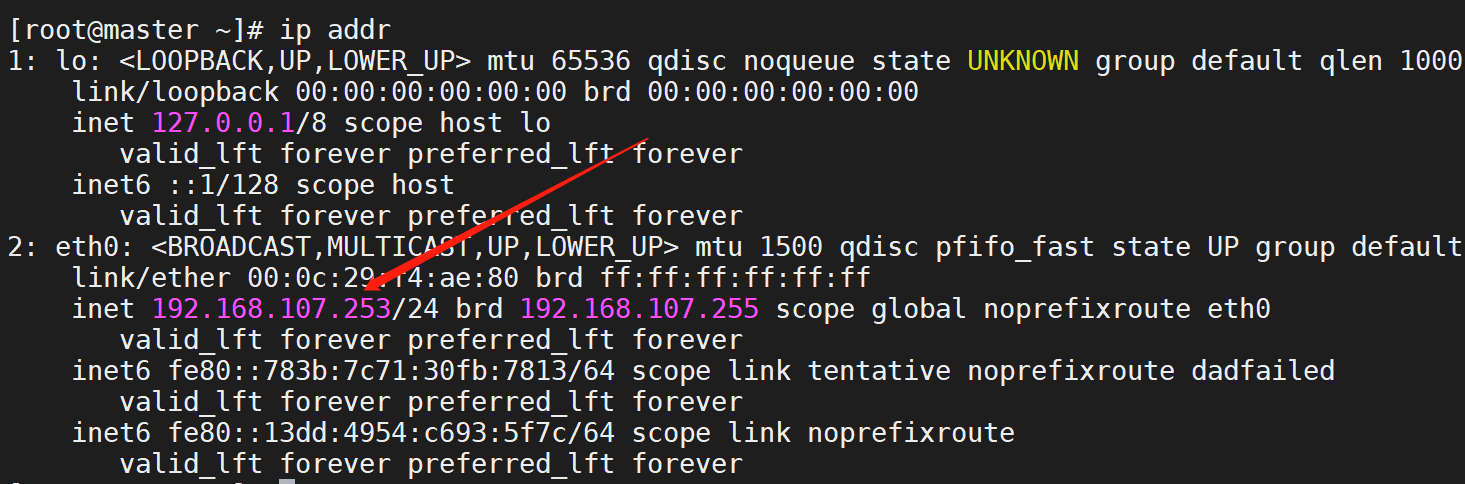 [root@master ~]# ip addr
1: lo: <LOOPBACK,UP,LOWER_UP> mtu 65536 qdisc noqueue state UNKNOWN group default qlen 1000
link/loopback 00:00:00:00:00:00 brd 00:00:00:00:00:00
inet 127.0.0.1/8 scope host lo
valid_lft forever preferred_lft forever
inet6 ::1/128 scope host
valid_lft forever preferred_lft forever
2: eth0: <BROADCAST,MULTICAST,UP,LOWER_UP> mtu 1500 qdisc pfifo_fast state UP group default
link/ether 00:0c:29:f4:ae:80 brd ff:ff:ff:ff:ff:ff
inet 192.168.107.253/24 brd 192.168.107.255 scope global noprefixroute eth0
valid_lft forever preferred_lft forever
inet6 fe80::783b:7c71:30fb:7813/64 scope link tentative noprefixroute dadfailed
valid_lft forever preferred_lft forever
inet6 fe80::13dd:4954:c693:5f7c/64 scope link noprefixroute
valid_lft forever preferred_lft forever